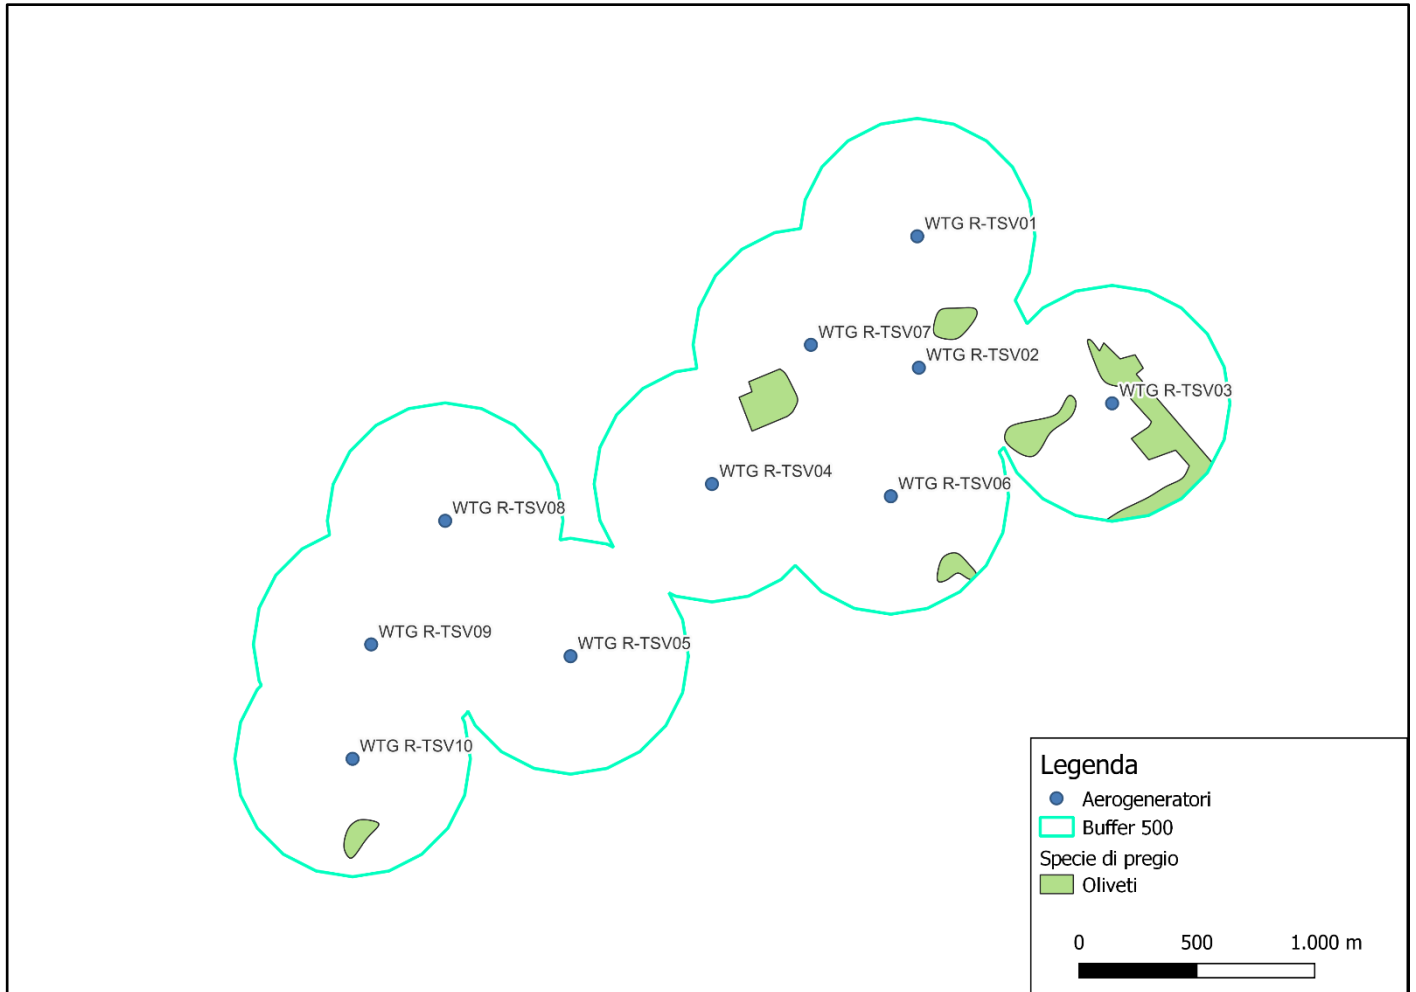 WTG R-TSV01
WTG R-TSV07
WTG R-TSV02
WTG R-TSV03
WTG R-TSV04
WTG R-TSV06
WTG R-TSV08
WTG R-TSV09
WTG R-TSV05
WTG R-TSV10
Legenda
Aerogeneratori
Buffer 500
Specie di pregio
Oliveti
0 500 1.000 m